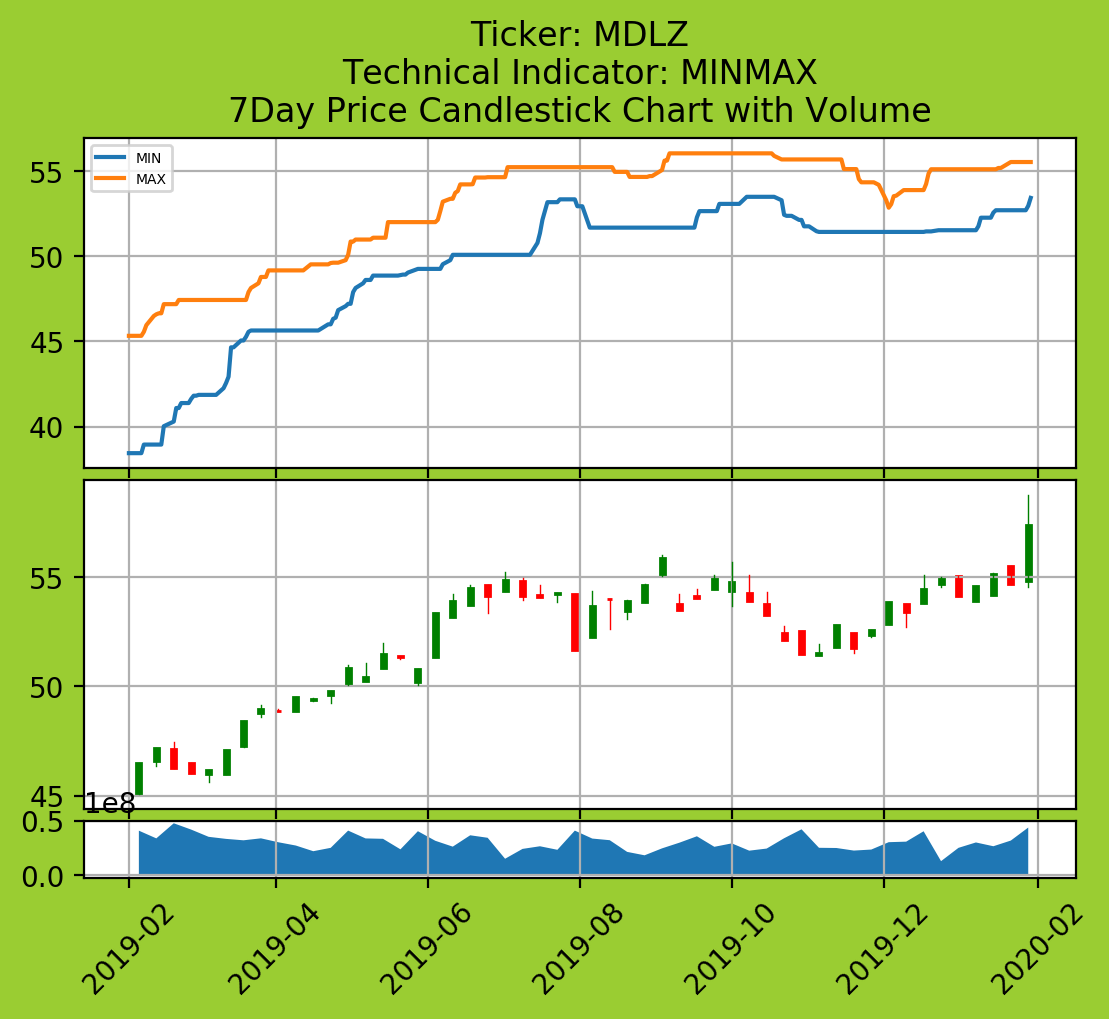 Ticker: MDLZ
Technical Indicator: MINMAX
7Day Price Candlestick Chart with Volume
MIN
MAX
55
50
45
40
55
50
45
1e8
0.5
0.0
2019-02
2019-04
2019-06
2019-08
2019-10
2019-12
2020-02